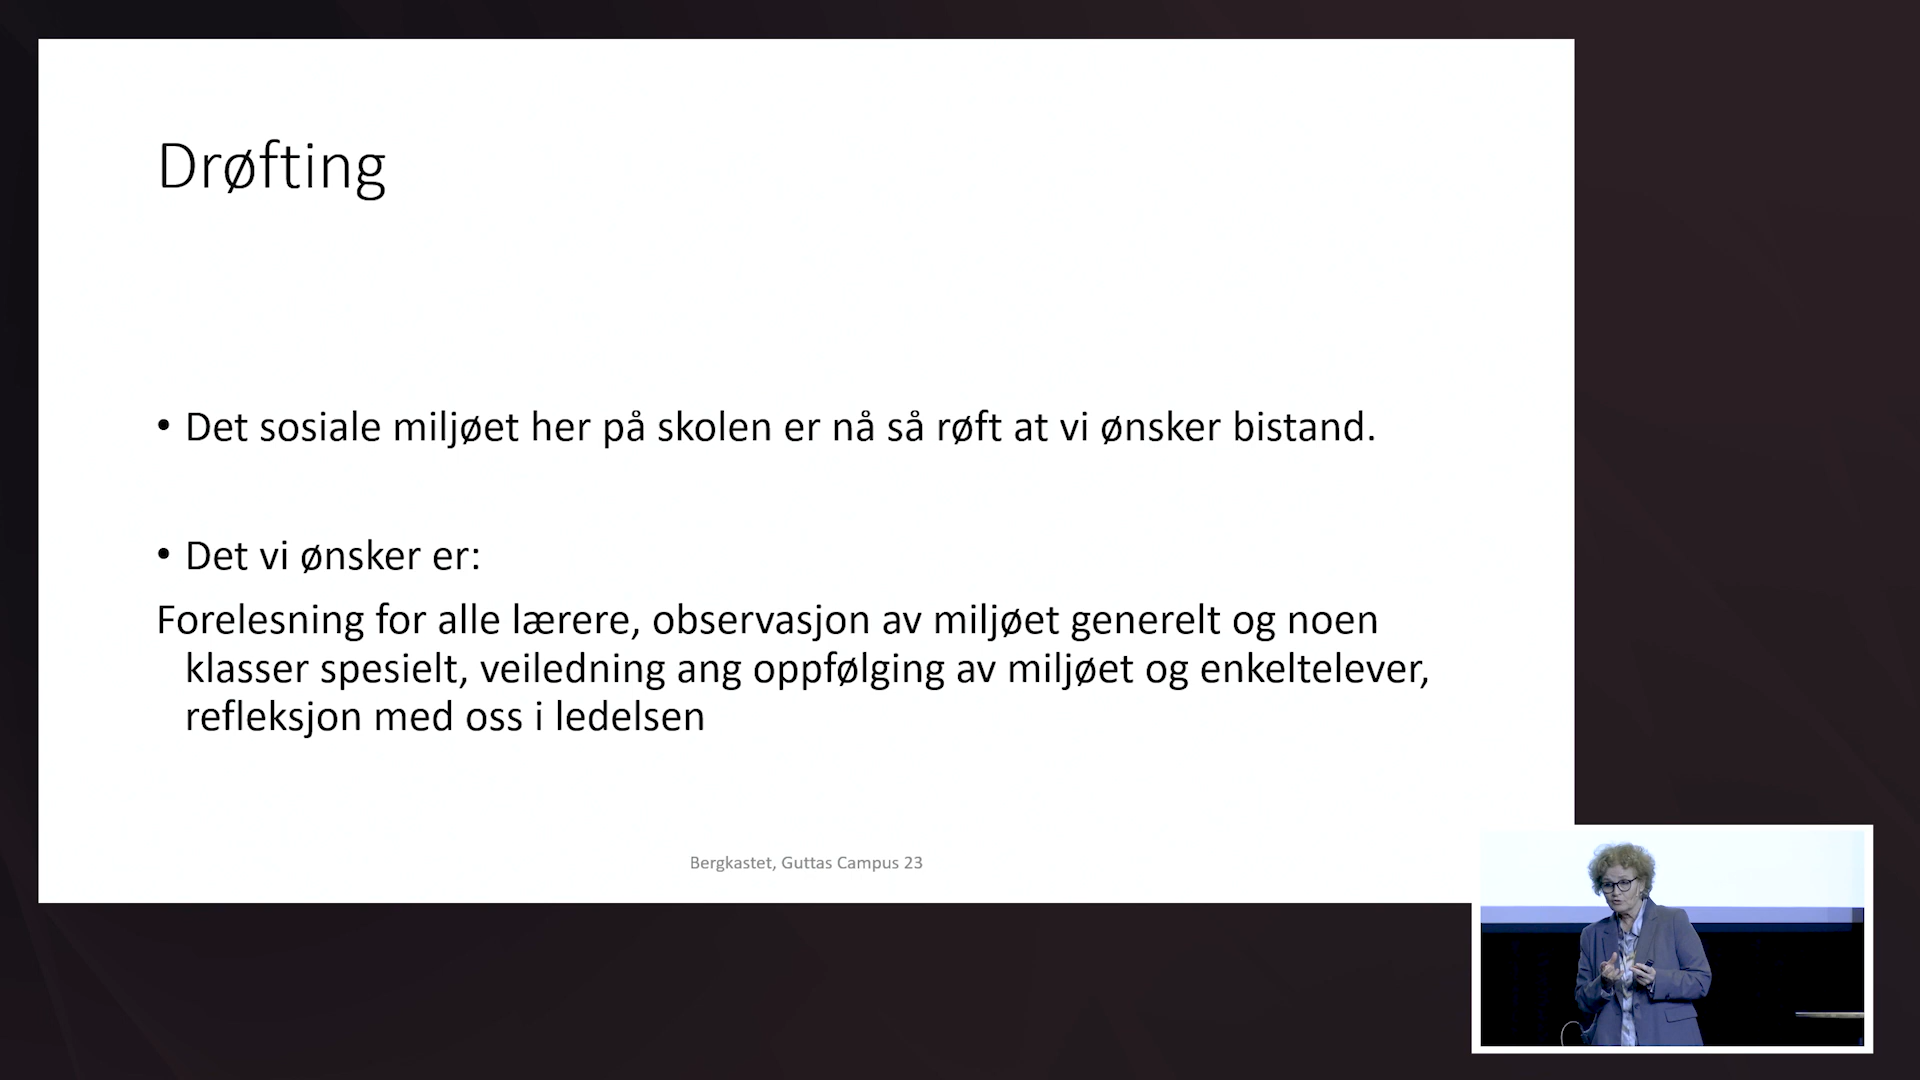 Drøfting
• Det sosiale miljøet her på skolen er nå så røft at vi ønsker bistand.
• Det vi ønsker er:
Forelesning for alle lærere, observasjon av miljøet generelt og noen
klasser spesielt, veiledning ang oppfølging av miljøet og enkeltelever,
refleksjon med oss i ledelsen
Bergkastet, Guttas Campus 23